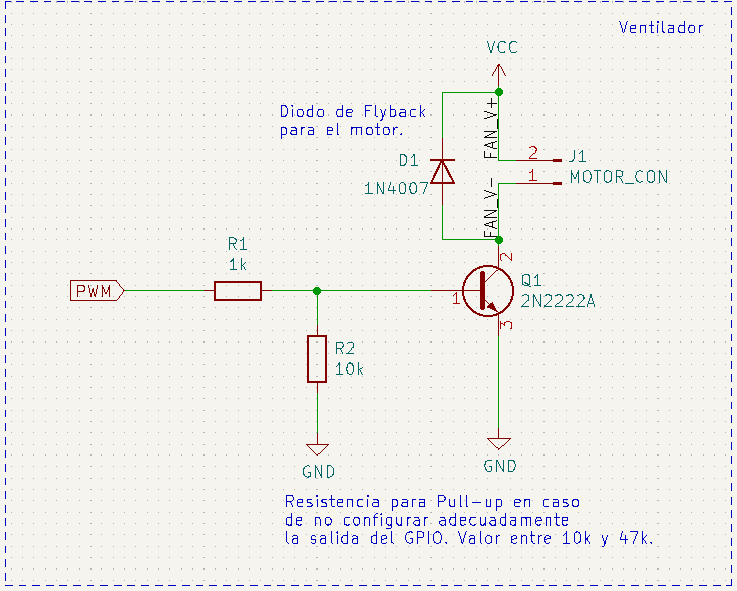 Ventilador
VCC
Diodo de Flyback
para el motor.
FAN_V+
D1
1N4007
2
J1
1
MOTOR_CON
FAN_V-
R1
1k
2
PWM
1
Q1
2N2222A
3
R2
10k
GND
GND
Resistencia para Pull-up en caso
de no configurar adecuadamente
la salida del GPIO. Valor entre 10k y 47k.